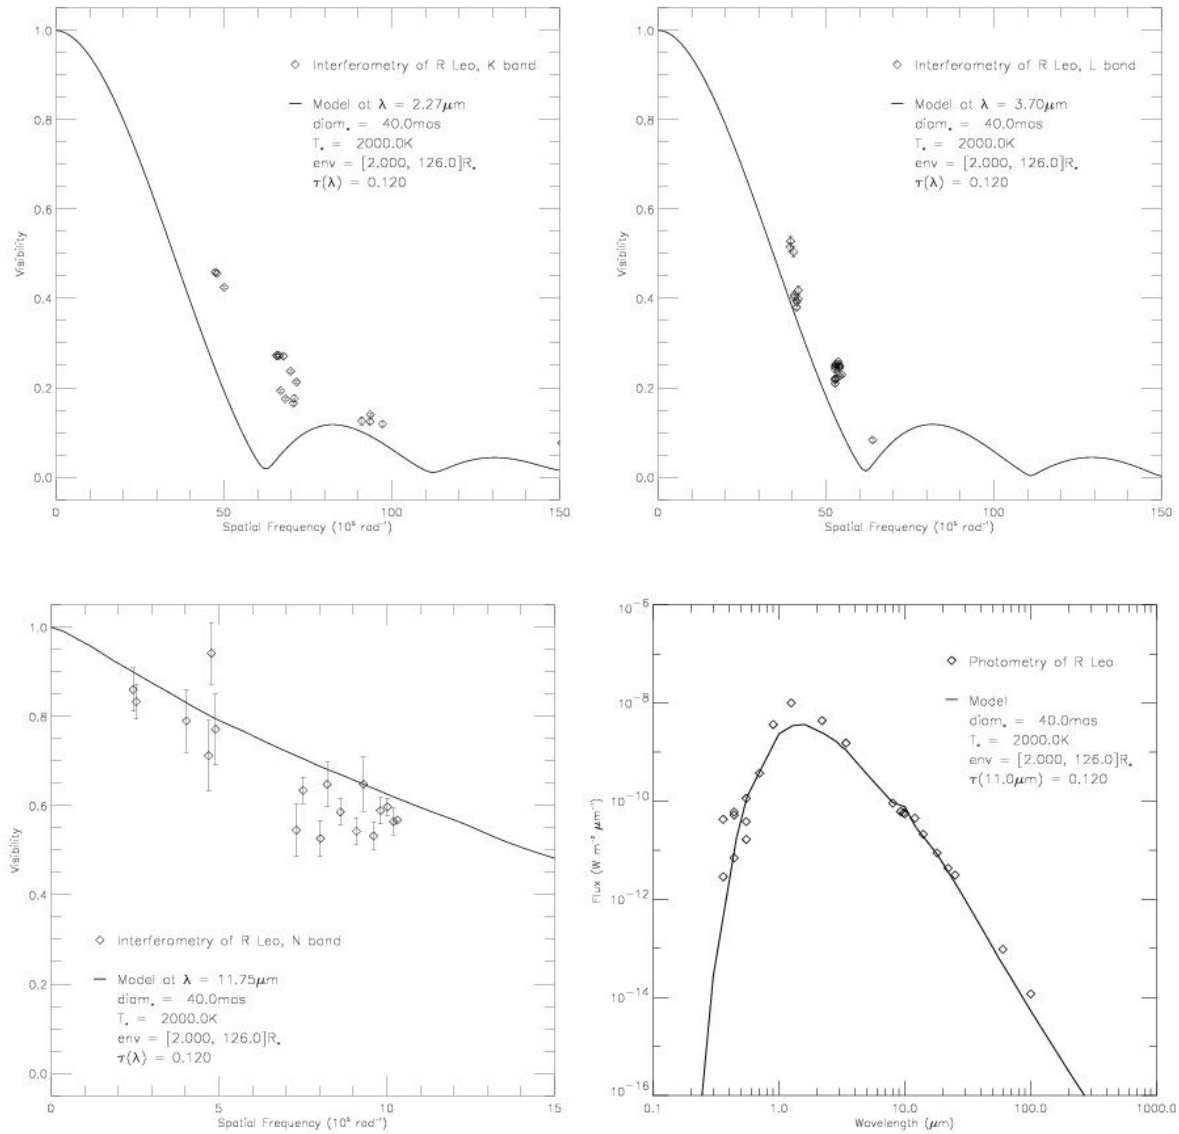 Interferometry of R Leo, K band
Model at λ = 2.27μm
diam⋆ = 40.0mas
T⋆ = 2000.0K
env = [2.000, 126.0]R⋆
τ(λ) = 0.120
1.0
0.8
0.6
0.4
0.2
0.0
Visibility
0
50
100
150
Spatial Frequency (10⁵ rad⁻¹)
Interferometry of R Leo, L band
Model at λ = 3.70μm
diam⋆ = 40.0mas
T⋆ = 2000.0K
env = [2.000, 126.0]R⋆
τ(λ) = 0.120
1.0
0.8
0.6
0.4
0.2
0.0
Visibility
0
50
100
150
Spatial Frequency (10⁵ rad⁻¹)
1.0
0.8
0.6
0.4
0.2
0.0
Visibility
Interferometry of R Leo, N band
Model at λ = 11.75μm
diam⋆ = 40.0mas
T⋆ = 2000.0K
env = [2.000, 126.0]R⋆
τ(λ) = 0.120
0
5
10
15
Spatial Frequency (10⁵ rad⁻¹)
10⁻⁶
10⁻⁸
10⁻¹⁰
10⁻¹²
10⁻¹⁴
10⁻¹⁶
Flux (W m⁻² μm⁻¹)
Photometry of R Leo
Model
diam⋆ = 40.0mas
T⋆ = 2000.0K
env = [2.000, 126.0]R⋆
τ(11.0μm) = 0.120
0.1
1.0
10.0
100.0
1000.0
Wavelength (μm)